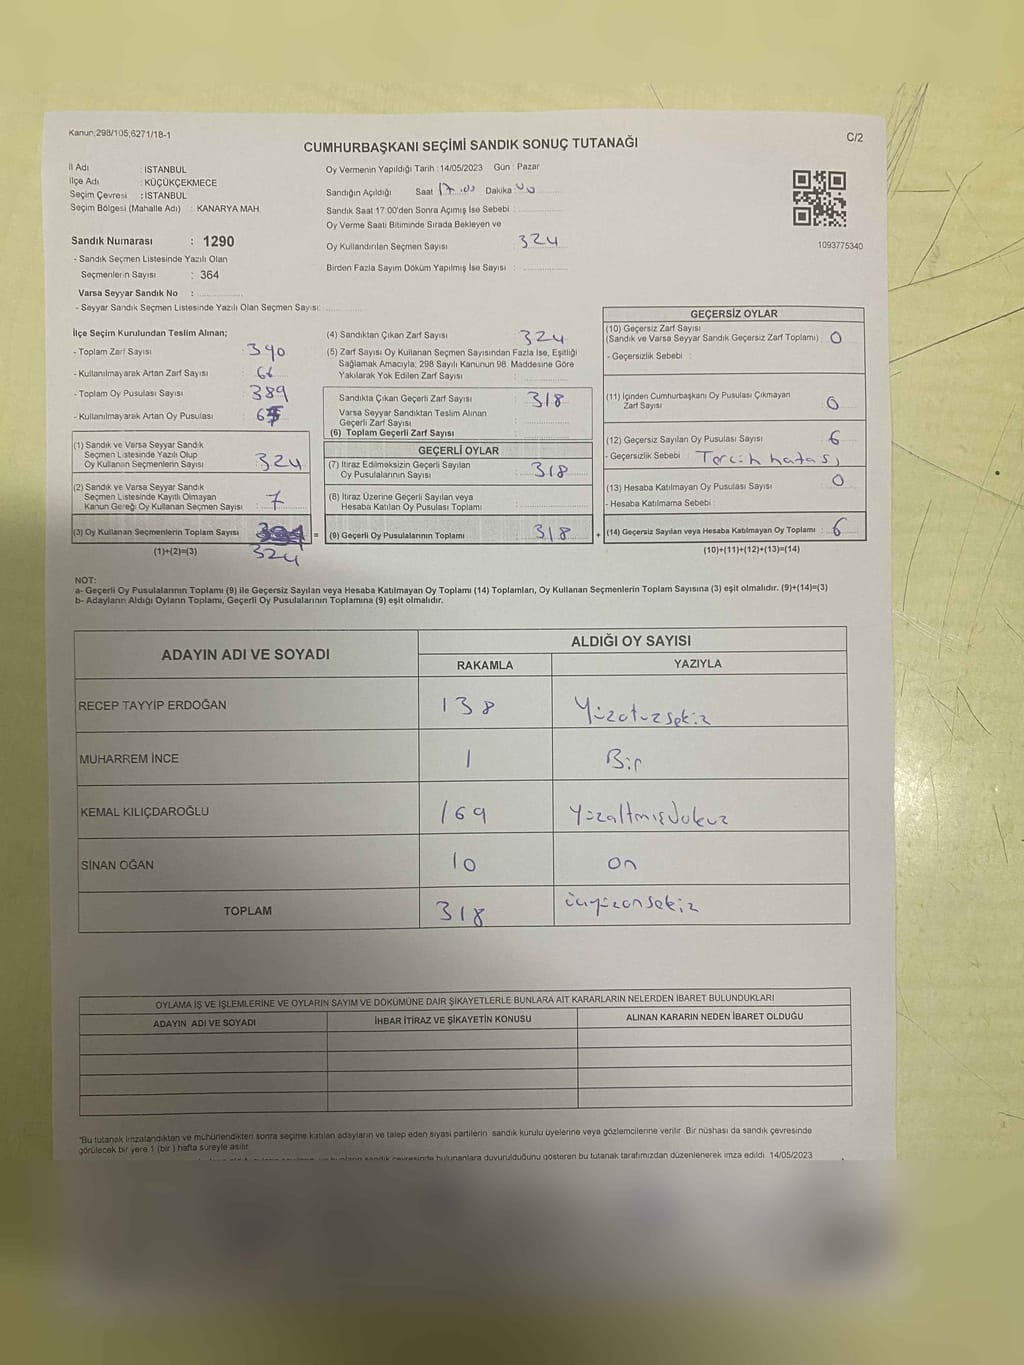 Kanun:298/105,6271/18-1
C/2
CUMHURBAŞKANI SEÇİMİ SANDIK SONUÇ TUTANAĞI
İl Adı : İSTANBUL
İlçe Adı : KÜÇÜKÇEKMECE
Seçim Çevresi : İSTANBUL
Seçim Bölgesi (Mahalle Adı) : KANARYA MAH.
Sandık Numarası : 1290
- Sandık Seçmen Listesinde Yazılı Olan
Seçmenlerin Sayısı : 364
Varsa Seyyar Sandık No :
- Seyyar Sandık Seçmen Listesinde Yazılı Olan Seçmen Sayısı:
Oy Vermenin Yapıldığı Tarih : 14/05/2023 Gün : Pazar
Sandığın Açıldığı Saat 17.00 Dakika
Sandık Saat 17:00'den Sonra Açmış İse Sebebi :
Oy Verme Saati Bitiminde Sırada Bekleyen ve
Oy Kullandırılan Seçmen Sayısı : 324
Birden Fazla Sayım Döküm Yapılmış İse Sayısı :
1093775340
İlçe Seçim Kurulundan Teslim Alınan;
- Toplam Zarf Sayısı : 390
- Kullanılmayarak Artan Zarf Sayısı : 66
- Toplam Oy Pusulası Sayısı : 389
- Kullanılmayarak Artan Oy Pusulası :
(1) Sandık ve Varsa Seyyar Sandık
Seçmen Listesinde Yazılı Olup
Oy Kullanan Seçmenlerin Sayısı : 324
(2) Sandık ve Varsa Seyyar Sandık
Seçmen Listesinde Kayıtlı Olmayan
Kanun Gereği Oy Kullanan Seçmen Sayısı : 7
(3) Oy Kullanan Seçmenlerin Toplam Sayısı =
324
(1)+(2)=(3)
(4) Sandıktan Çıkan Zarf Sayısı : 324
(5) Zarf Sayısı Oy Kullanan Seçmen Sayısından Fazla İse, Eşitliği
Sağlamak Amacıyla, 298 Sayılı Kanunun 98. Maddesine Göre
Yakılarak Yok Edilen Zarf Sayısı :
Sandıkta Çıkan Geçerli Zarf Sayısı : 318
Varsa Seyyar Sandıktan Teslim Alınan
Geçerli Zarf Sayısı :
(6) Toplam Geçerli Zarf Sayısı :
GEÇERLİ OYLAR
(7) İtiraz Edilmeksizin Geçerli Sayılan
Oy Pusulalarının Sayısı : 318
(8) İtiraz Üzerine Geçerli Sayılan veya
Hesaba Katılan Oy Pusulası Toplamı :
(9) Geçerli Oy Pusulalarının Toplamı : 318 +
GEÇERSİZ OYLAR
(10) Geçersiz Zarf Sayısı
(Sandık ve Varsa Seyyar Sandık Geçersiz Zarf Toplamı) : 0
- Geçersizlik Sebebi :
(11) İçinden Cumhurbaşkanı Oy Pusulası Çıkmayan
Zarf Sayısı : 0
(12) Geçersiz Sayılan Oy Pusulası Sayısı : 6
- Geçersizlik Sebebi : Tercih hatası
(13) Hesaba Katılmayan Oy Pusulası Sayısı : 0
- Hesaba Katılmama Sebebi :
(14) Geçersiz Sayılan veya Hesaba Katılmayan Oy Toplamı : 6
(10)+(11)+(12)+(13)=(14)
NOT:
a- Geçerli Oy Pusulalarının Toplamı (9) ile Geçersiz Sayılan veya Hesaba Katılmayan Oy Toplamı (14) Toplamları, Oy Kullanan Seçmenlerin Toplam Sayısına (3) eşit olmalıdır. (9)+(14)=(3)
b- Adayların Aldığı Oyların Toplamı, Geçerli Oy Pusulalarının Toplamına (9) eşit olmalıdır.
ADAYIN ADI VE SOYADI
ALDIĞI OY SAYISI
RAKAMLA YAZIYLA
RECEP TAYYİP ERDOĞAN 138 Yüzotuzsekiz
MUHARREM İNCE 1 Bir
KEMAL KILIÇDAROĞLU 169 Yüzaltmışdokuz
SİNAN OĞAN 10 on
TOPLAM 318 üçyüzonsekiz
OYLAMA İŞ VE İŞLEMLERİNE VE OYLARIN SAYIM VE DÖKÜMÜNE DAİR ŞİKAYETLERLE BUNLARA AİT KARARLARIN NELERDEN İBARET BULUNDUKLARI
ADAYIN ADI VE SOYADI
İHBAR İTİRAZ VE ŞİKAYETİN KONUSU
ALINAN KARARIN NEDEN İBARET OLDUĞU
*Bu tutanak imzalandıktan ve mühürlendikten sonra seçime katılan adayların ve talep eden siyasi partilerin sandık kurulu üyelerine veya gözlemcilerine verilir. Bir nüshası da sandık çevresinde
görülecek bir yere 1 (bir) hafta süreyle asılır.
sandık çevresinde bulunanlara duyurulduğunu gösteren bu tutanak tarafımızdan düzenlenerek imza edildi. 14/05/2023